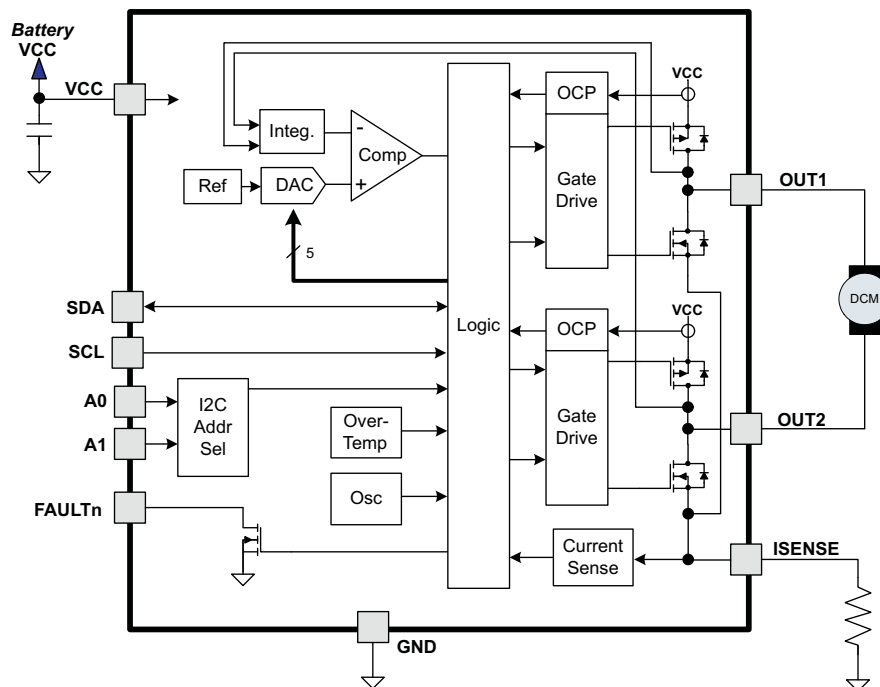 Battery
VCC
VCC
Integ.
-
Comp
+
Ref
DAC
5
OCP
VCC
Gate
Drive
OUT1
DCM
SDA
SCL
Logic
A0
A1
I2C
Addr
Sel
Over-
Temp
Osc
OCP
VCC
Gate
Drive
OUT2
FAULTn
Current
Sense
ISENSE
GND